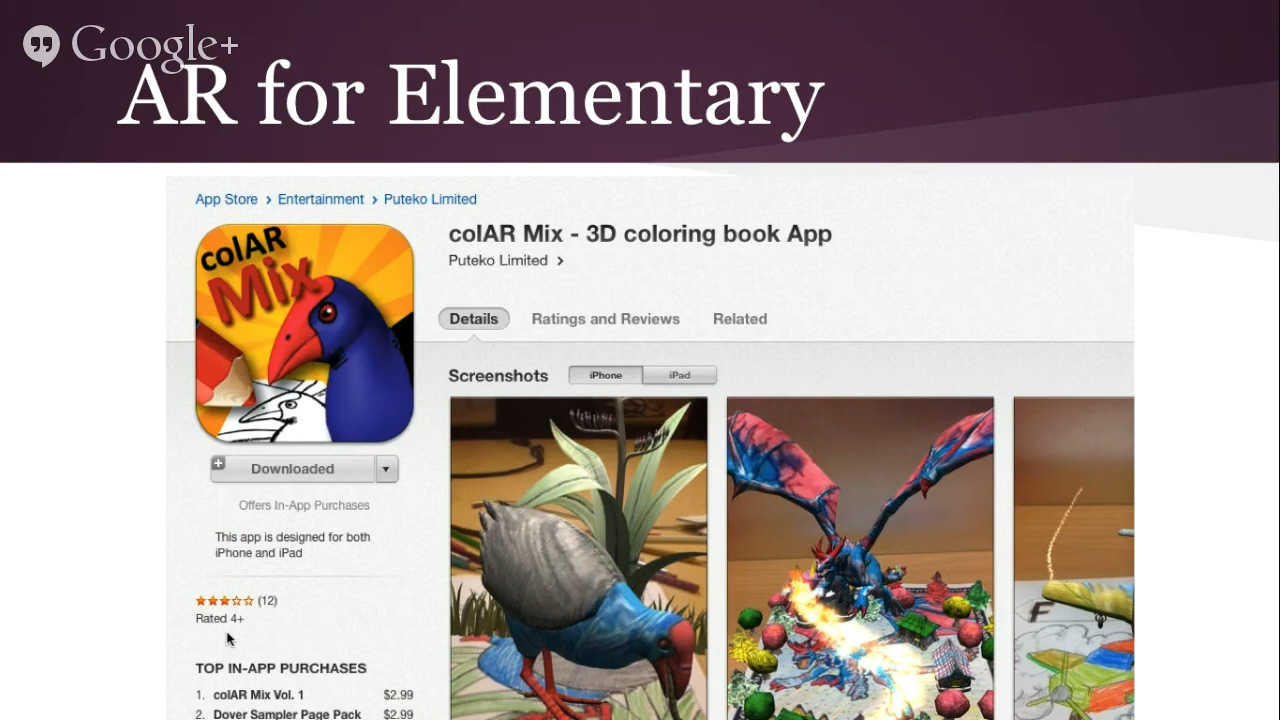 Google+
AR for Elementary
App Store > Entertainment > Puteko Limited
colAR
Mix
colAR Mix - 3D coloring book App
Puteko Limited >
Details Ratings and Reviews Related
Screenshots iPhone iPad
Downloaded
Offers In-App Purchases
This app is designed for both
iPhone and iPad
(12)
Rated 4+
TOP IN-APP PURCHASES
1. colAR Mix Vol. 1 $2.99
2. Dover Sampler Page Pack $2.99
F